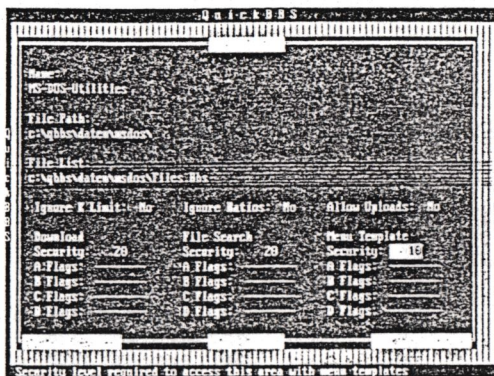 QuickBBS
Name:
MS-DOS-Utilities
File Path:
c:\qbbs\daten\msdos\
File List:
c:\qbbs\daten\msdos\files.bbs
Ignore K Limit: No Ignore Ratios: No Allow Uploads: No
Download File Search Menu Template
Security: 20 Security: 20 Security: 10
A Flags: A Flags: A Flags:
B Flags: B Flags: B Flags:
C Flags: C Flags: C Flags:
D Flags: D Flags: D Flags:
Security level required to access this area with menu templates